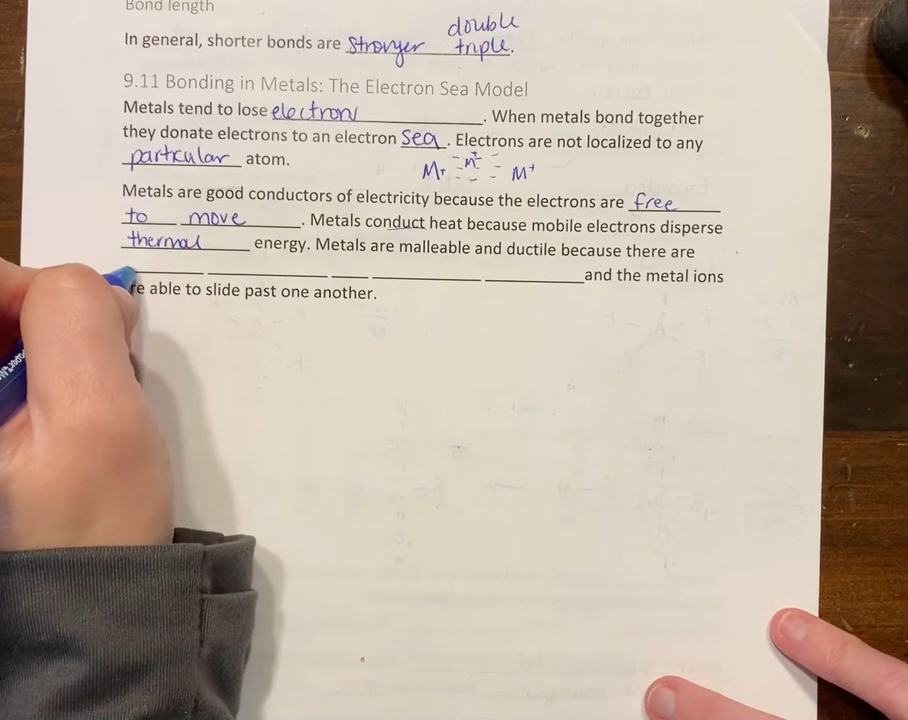 Bond length
double
In general, shorter bonds are stronger triple.
9.11 Bonding in Metals: The Electron Sea Model
Metals tend to lose electron. When metals bond together
they donate electrons to an electron sea. Electrons are not localized to any
particular atom.
M+ M+ M+
Metals are good conductors of electricity because the electrons are free
to move. Metals conduct heat because mobile electrons disperse
thermal energy. Metals are malleable and ductile because there are
and the metal ions
re able to slide past one another.